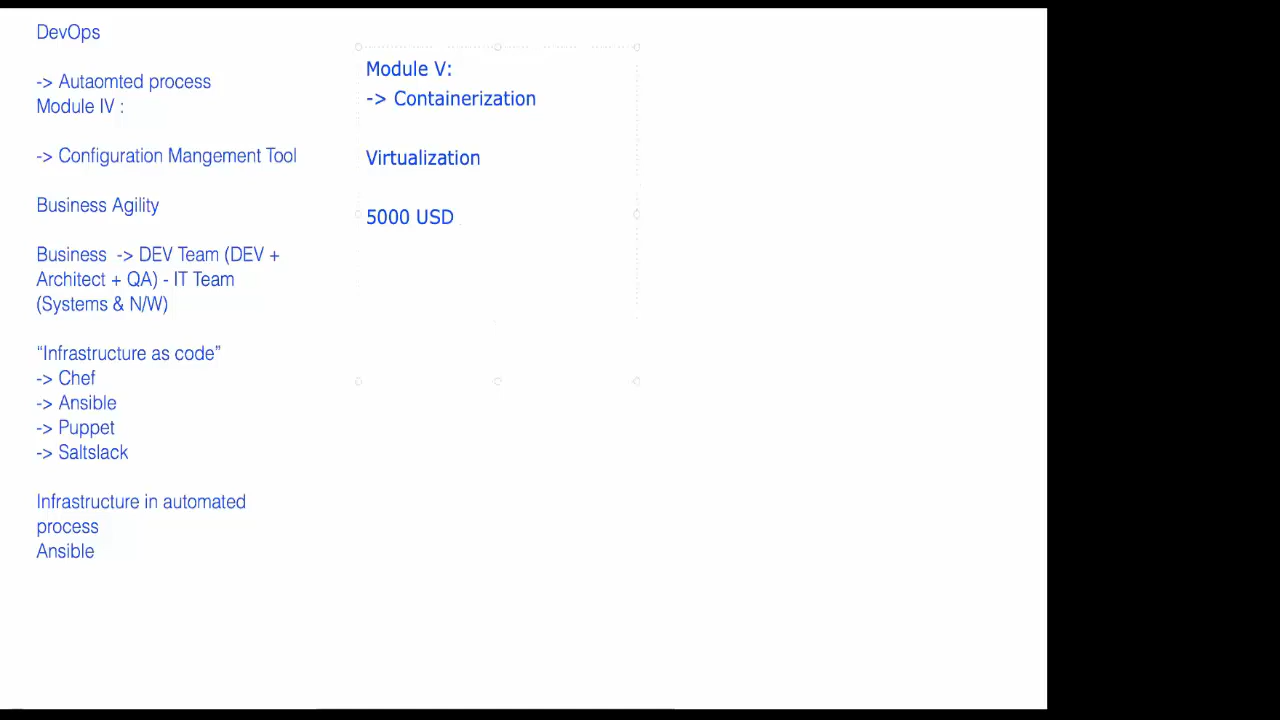 DevOps
-> Autaomted process
Module IV :
-> Configuration Mangement Tool
Business Agility
Business -> DEV Team (DEV +
Architect + QA) - IT Team
(Systems & N/W)
“Infrastructure as code”
-> Chef
-> Ansible
-> Puppet
-> Saltslack
Infrastructure in automated
process
Ansible
Module V:
-> Containerization
Virtualization
5000 USD